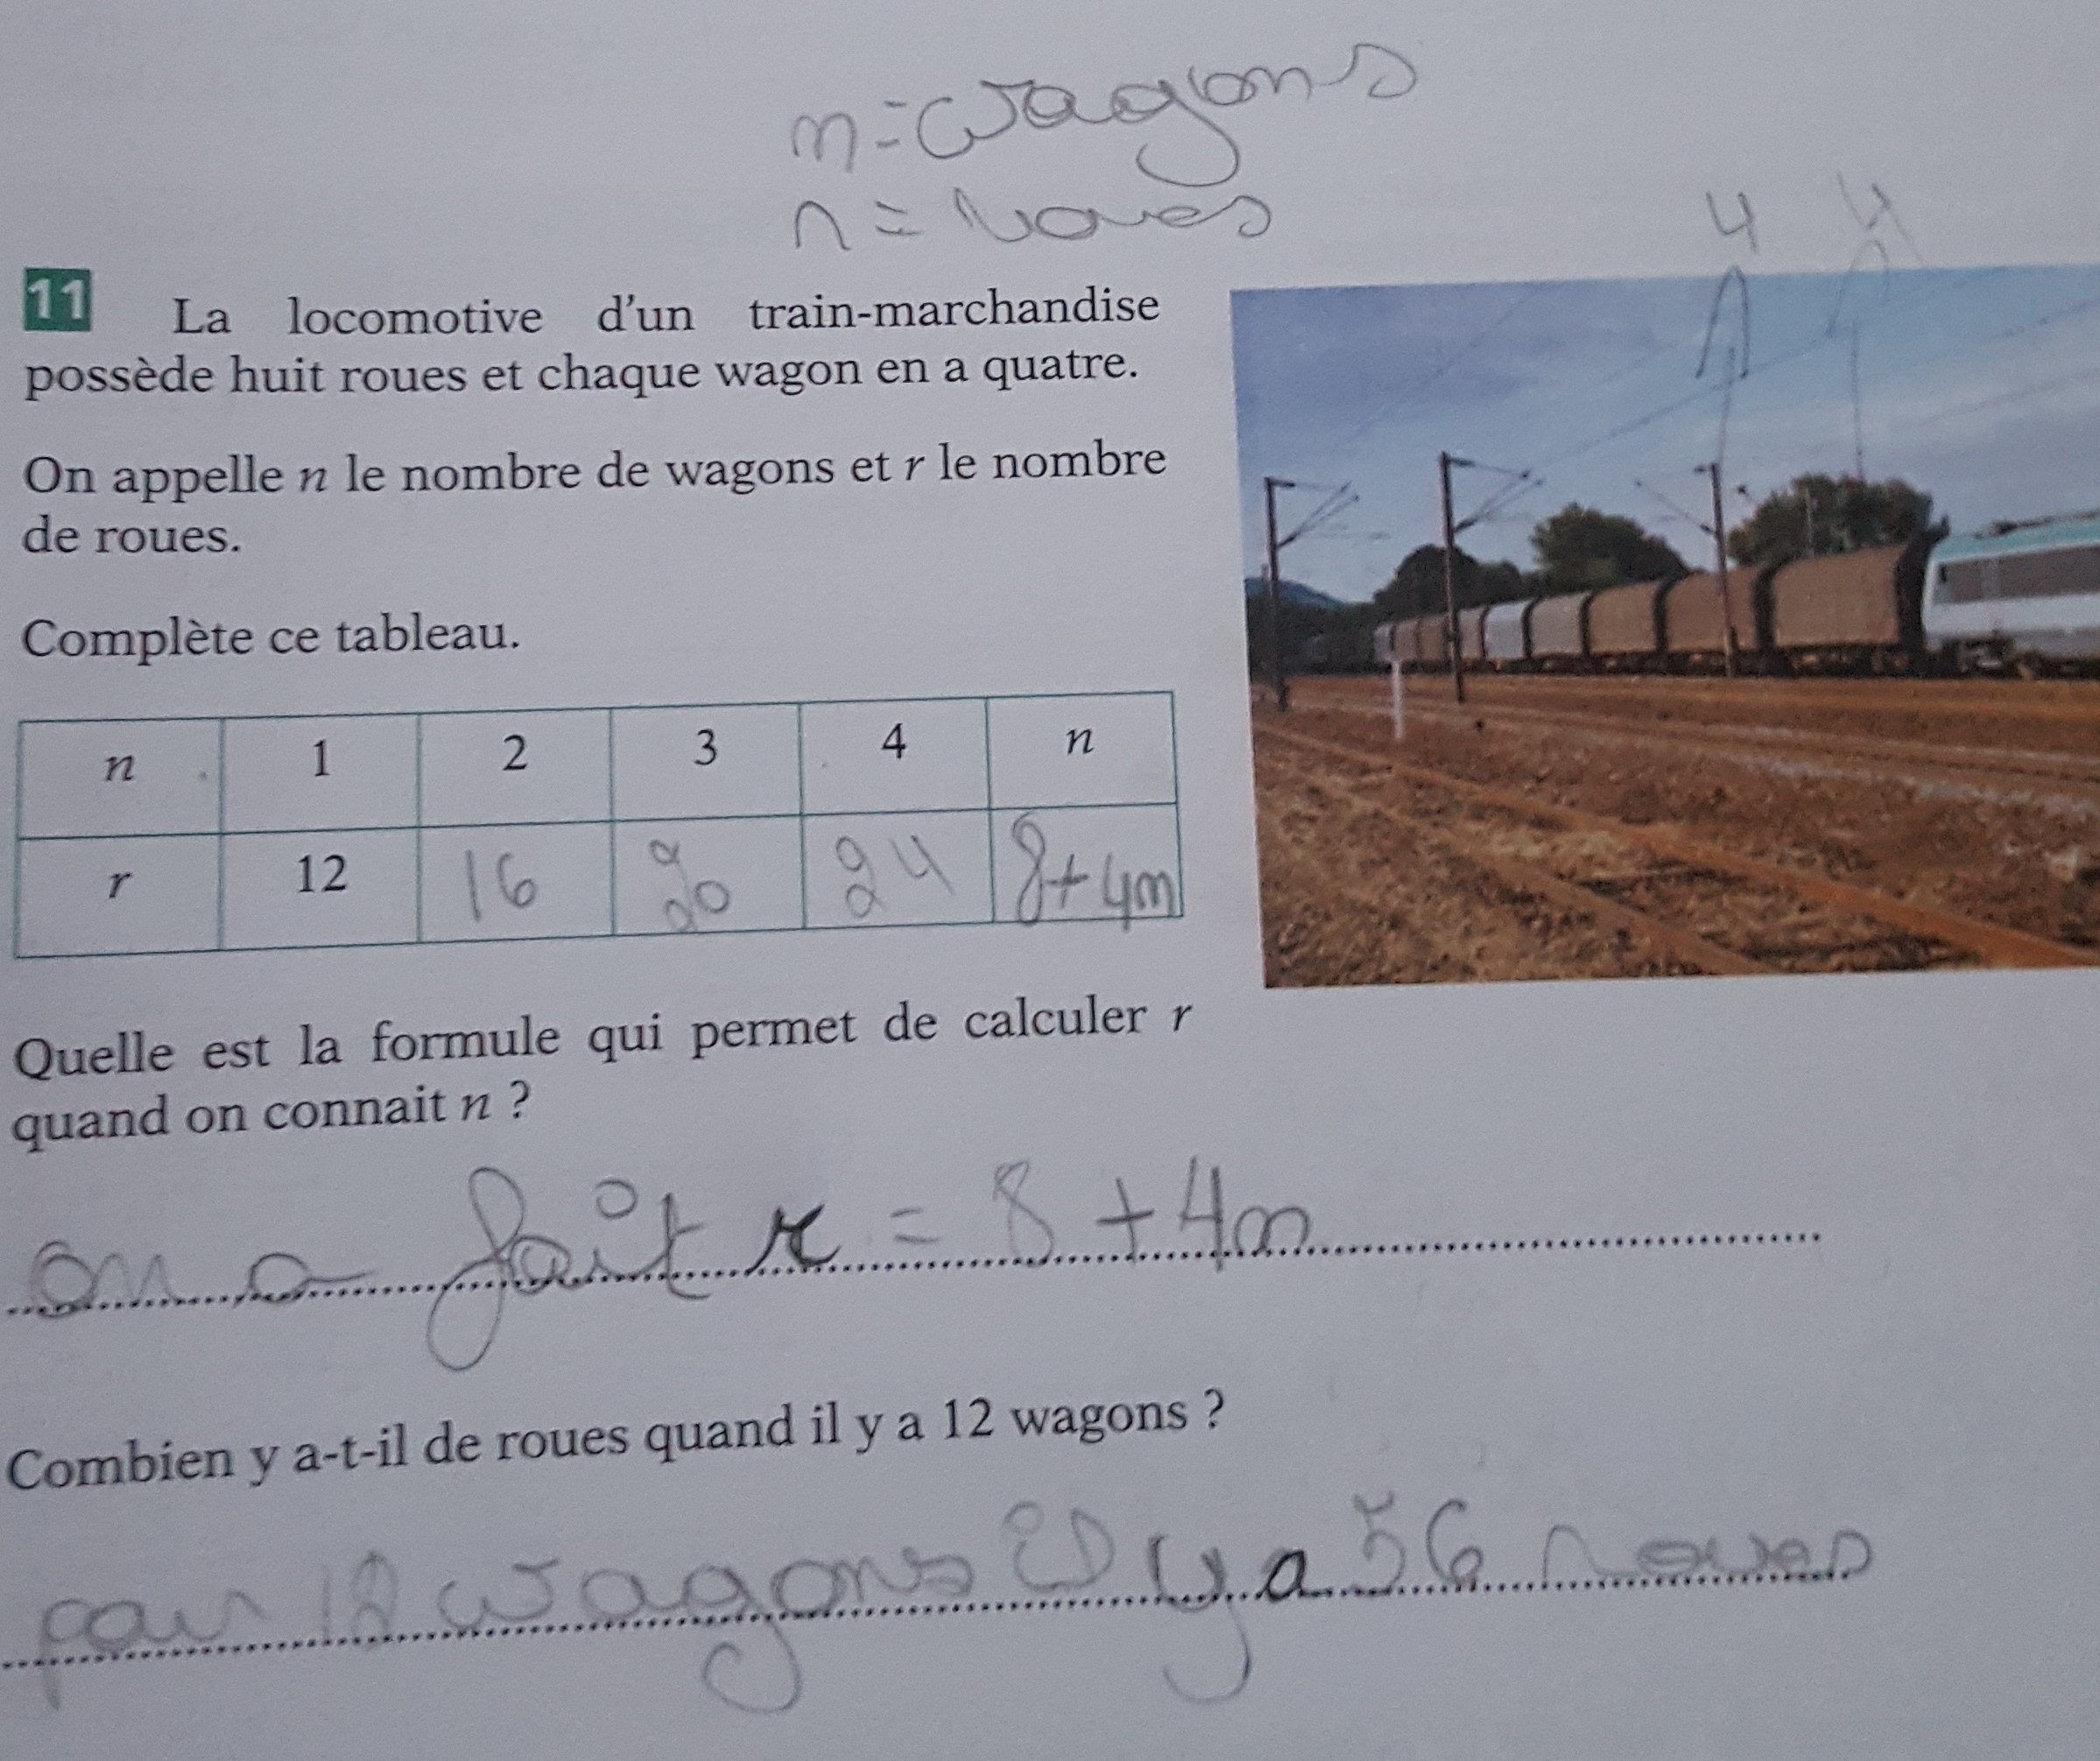 n = wagons
r = roues
4 4
11 La locomotive d'un train-marchandise
possède huit roues et chaque wagon en a quatre.
On appelle n le nombre de wagons et r le nombre
de roues.
Complète ce tableau.
n 1 2 3 4 n
r 12 16 20 24 8+4n
Quelle est la formule qui permet de calculer r
quand on connait n ?
on a fait r = 8 + 4n
Combien y a-t-il de roues quand il y a 12 wagons ?
pour 12 wagons il y a 56 roues